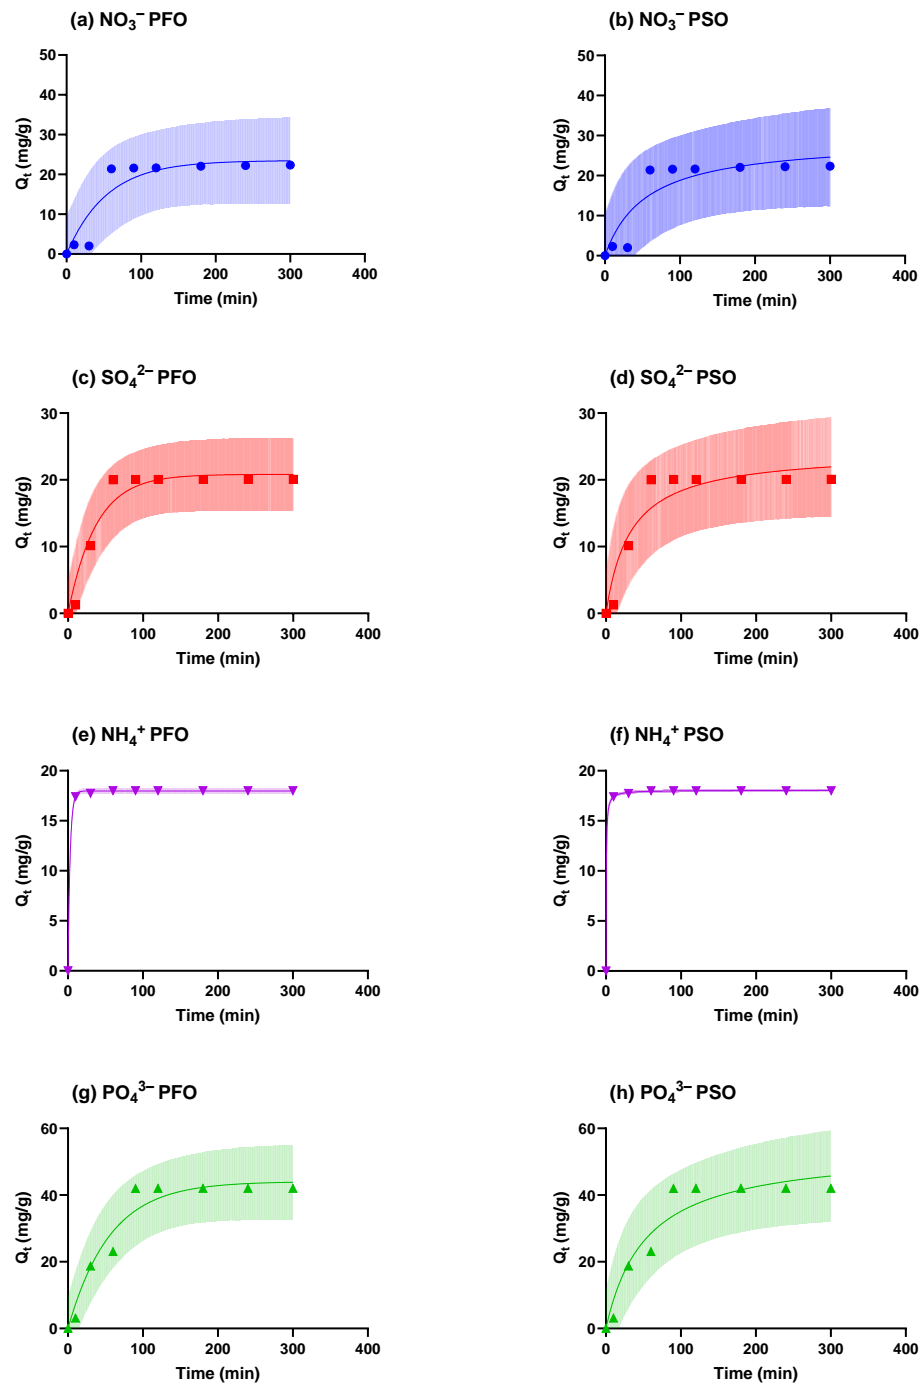 (a) NO₃⁻ PFO
50
40
30
20
10
0
Qₜ (mg/g)
0 100 200 300 400
Time (min)
(b) NO₃⁻ PSO
50
40
30
20
10
0
Qₜ (mg/g)
0 100 200 300 400
Time (min)
(c) SO₄²⁻ PFO
30
20
10
0
Qₜ (mg/g)
0 100 200 300 400
Time (min)
(d) SO₄²⁻ PSO
30
20
10
0
Qₜ (mg/g)
0 100 200 300 400
Time (min)
(e) NH₄⁺ PFO
20
15
10
5
0
Qₜ (mg/g)
0 100 200 300 400
Time (min)
(f) NH₄⁺ PSO
20
15
10
5
0
Qₜ (mg/g)
0 100 200 300 400
Time (min)
(g) PO₄³⁻ PFO
60
40
20
0
Qₜ (mg/g)
0 100 200 300 400
Time (min)
(h) PO₄³⁻ PSO
60
40
20
0
Qₜ (mg/g)
0 100 200 300 400
Time (min)